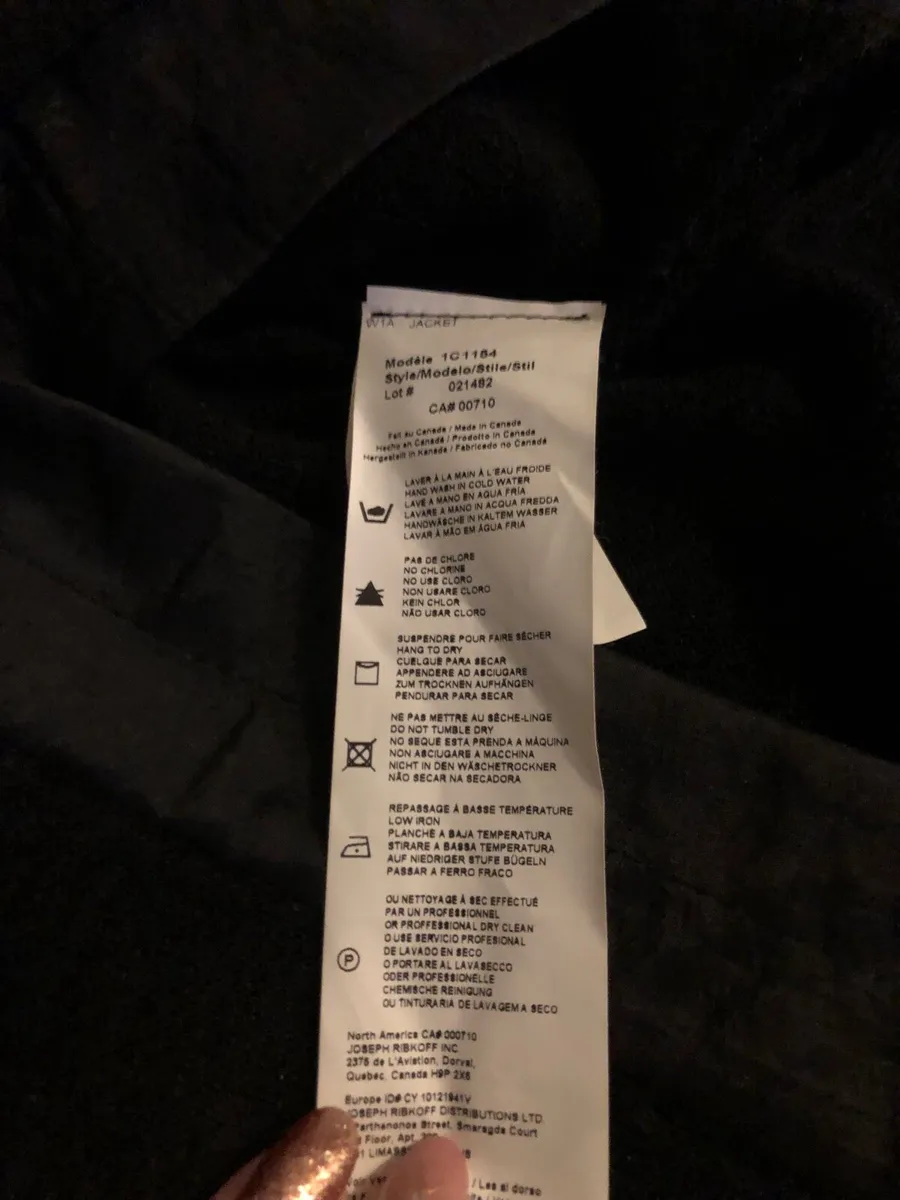 W1A JACKET
Modèle 1C1184
Style/Modelo/Stile/Stil
Lot # 021482
CA# 00710
Fait au Canada / Made in Canada
Hecho en Canadá / Prodotto in Canada
Hergestellt in Kanada / Fabricado no Canadá
LAVER À LA MAIN À L'EAU FROIDE
HAND WASH IN COLD WATER
LAVE A MANO EN AGUA FRÍA
LAVARE A MANO IN ACQUA FREDDA
HANDWÄSCHE IN KALTEM WASSER
LAVAR À MÃO EM ÁGUA FRIA
PAS DE CHLORE
NO CHLORINE
NO USE CLORO
NON USARE CLORO
KEIN CHLOR
NÃO USAR CLORO
SUSPENDRE POUR FAIRE SÉCHER
HANG TO DRY
CUELGUE PARA SECAR
APPENDERE AD ASCIUGARE
ZUM TROCKNEN AUFHÄNGEN
PENDURAR PARA SECAR
NE PAS METTRE AU SÈCHE-LINGE
DO NOT TUMBLE DRY
NO SEQUE ESTA PRENDA A MÁQUINA
NON ASCIUGARE A MACCHINA
NICHT IN DEN WÄSCHETROCKNER
NÃO SECAR NA SECADORA
REPASSAGE À BASSE TEMPÉRATURE
LOW IRON
PLANCHE A BAJA TEMPERATURA
STIRARE A BASSA TEMPERATURA
AUF NIEDRIGER STUFE BÜGELN
PASSAR A FERRO FRACO
OU NETTOYAGE À SEC EFFECTUÉ
PAR UN PROFESSIONNEL
OR PROFFESSIONAL DRY CLEAN
O USE SERVICIO PROFESIONAL
DE LAVADO EN SECO
P O PORTARE AL LAVASECCO
ODER PROFESSIONELLE
CHEMISCHE REINIGUNG
OU TINTURARIA DE LAVAGEM A SECO
North America CA# 000710
JOSEPH RIBKOFF INC.
2375 de L'Aviation, Dorval,
Quebec, Canada H9P 2X6
Europe ID# CY 10121941V
JOSEPH RIBKOFF DISTRIBUTIONS LTD
Parthenonos Street, Smaragda Court
Floor, Apt.
/ Les al dorso